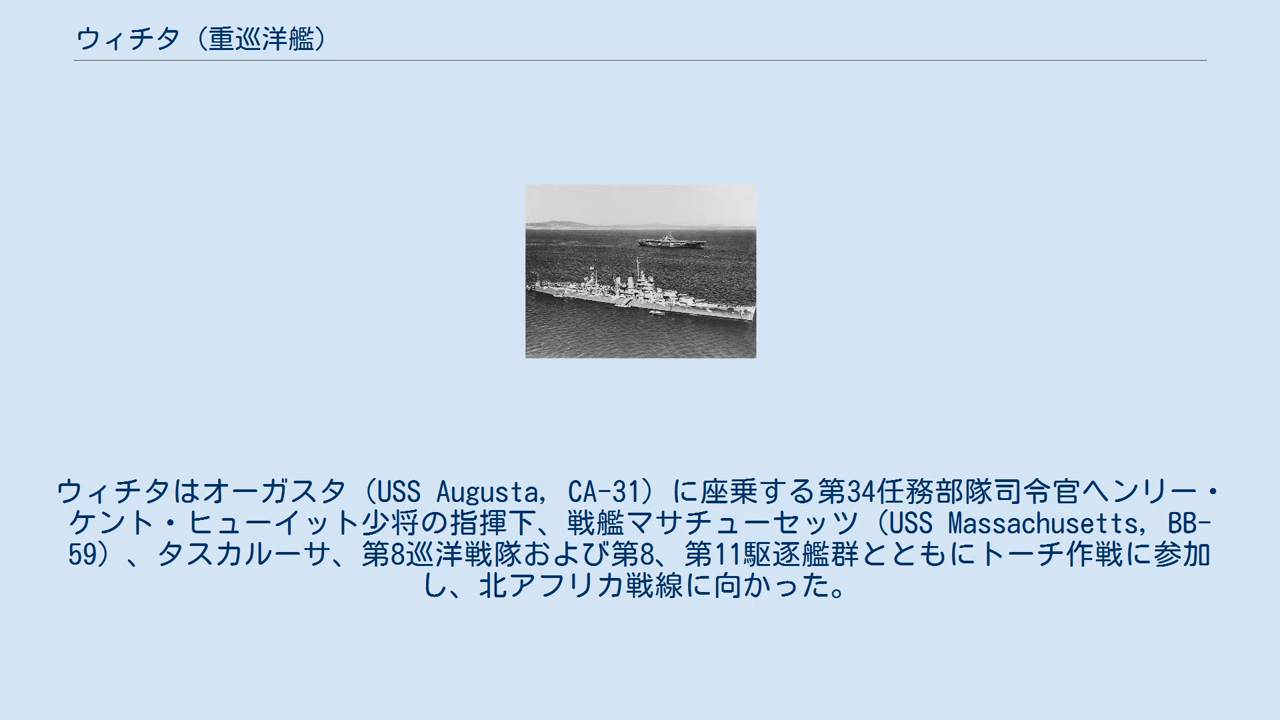 ウィチタ（重巡洋艦）
ウィチタはオーガスタ（USS Augusta, CA-31）に座乗する第34任務部隊司令官ヘンリー・
ケント・ヒューイット少将の指揮下、戦艦マサチューセッツ（USS Massachusetts, BB-
59）、タスカルーサ、第8巡洋戦隊および第8、第11駆逐艦群とともにトーチ作戦に参加
し、北アフリカ戦線に向かった。